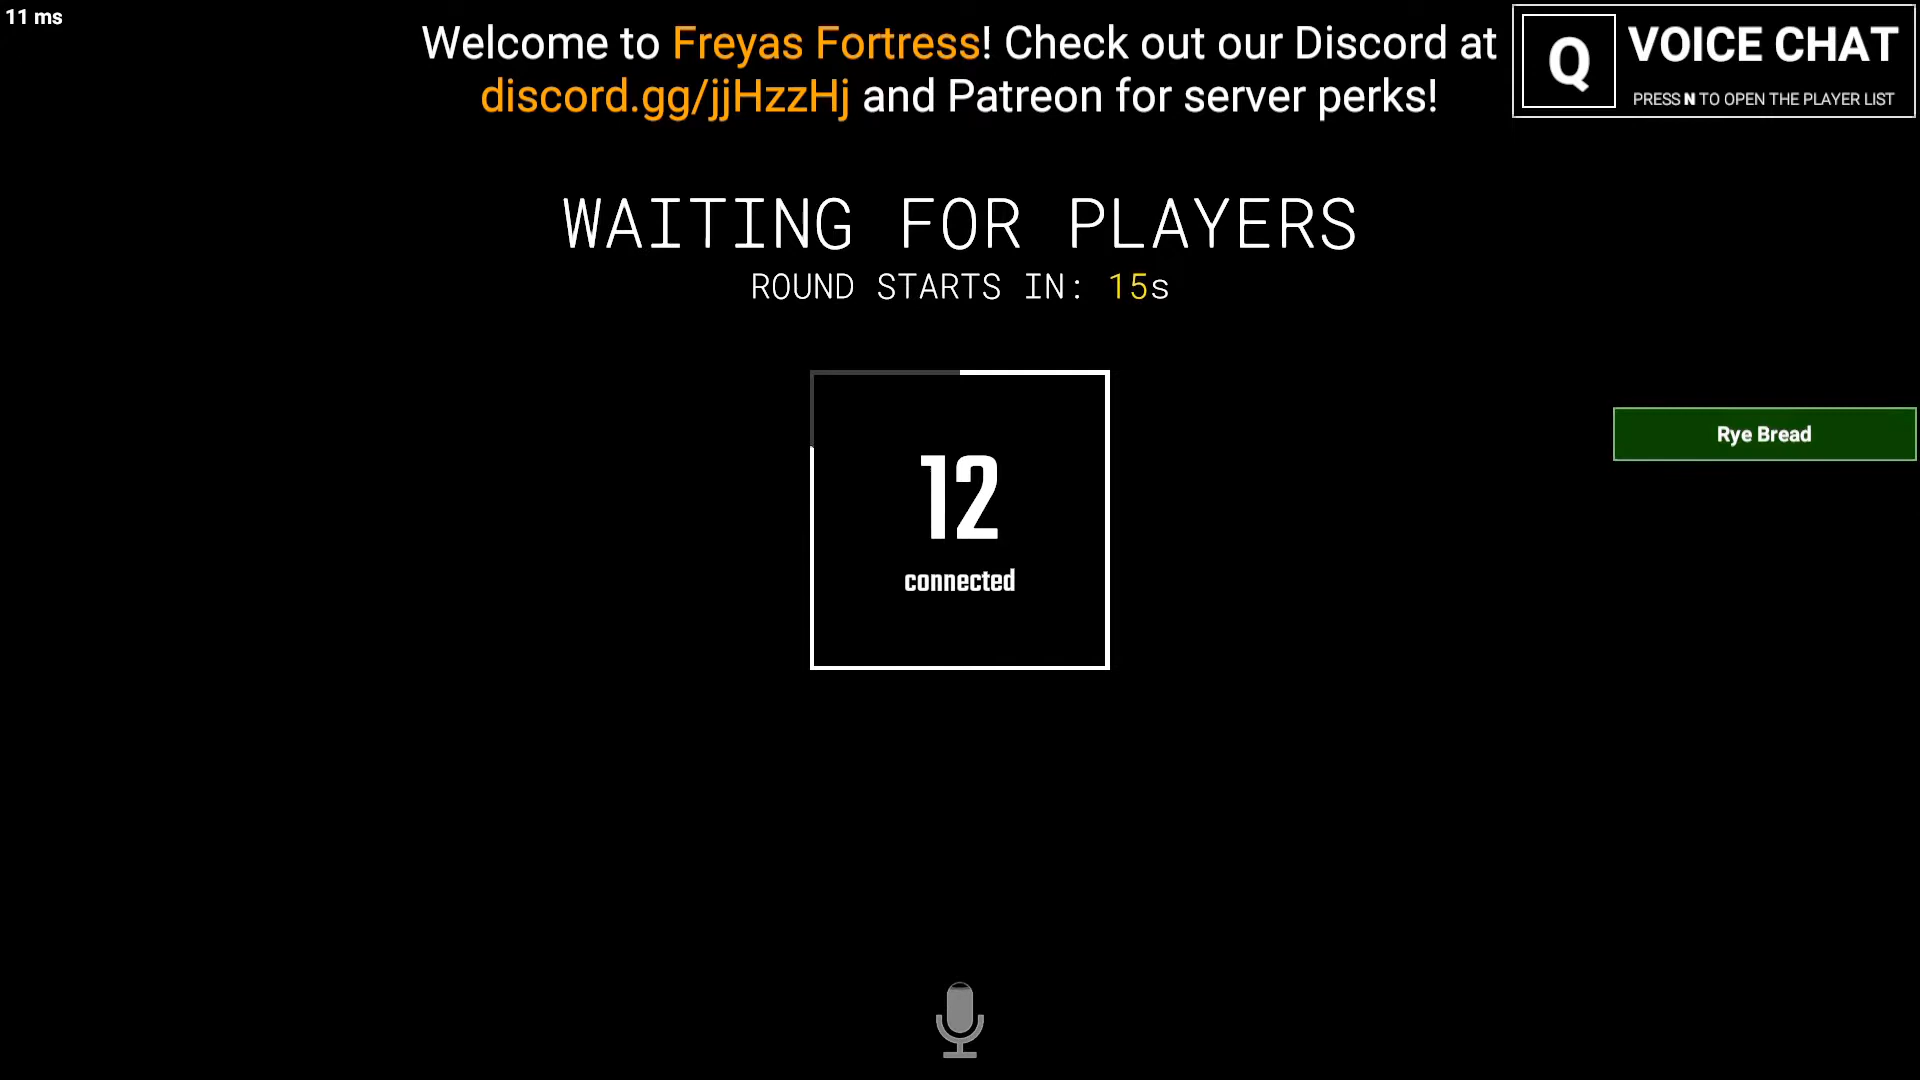 11 ms
Welcome to Freyas Fortress! Check out our Discord at
discord.gg/jjHzzHj and Patreon for server perks!
Q
VOICE CHAT
PRESS N TO OPEN THE PLAYER LIST
WAITING FOR PLAYERS
ROUND STARTS IN: 15s
Rye Bread
12
connected